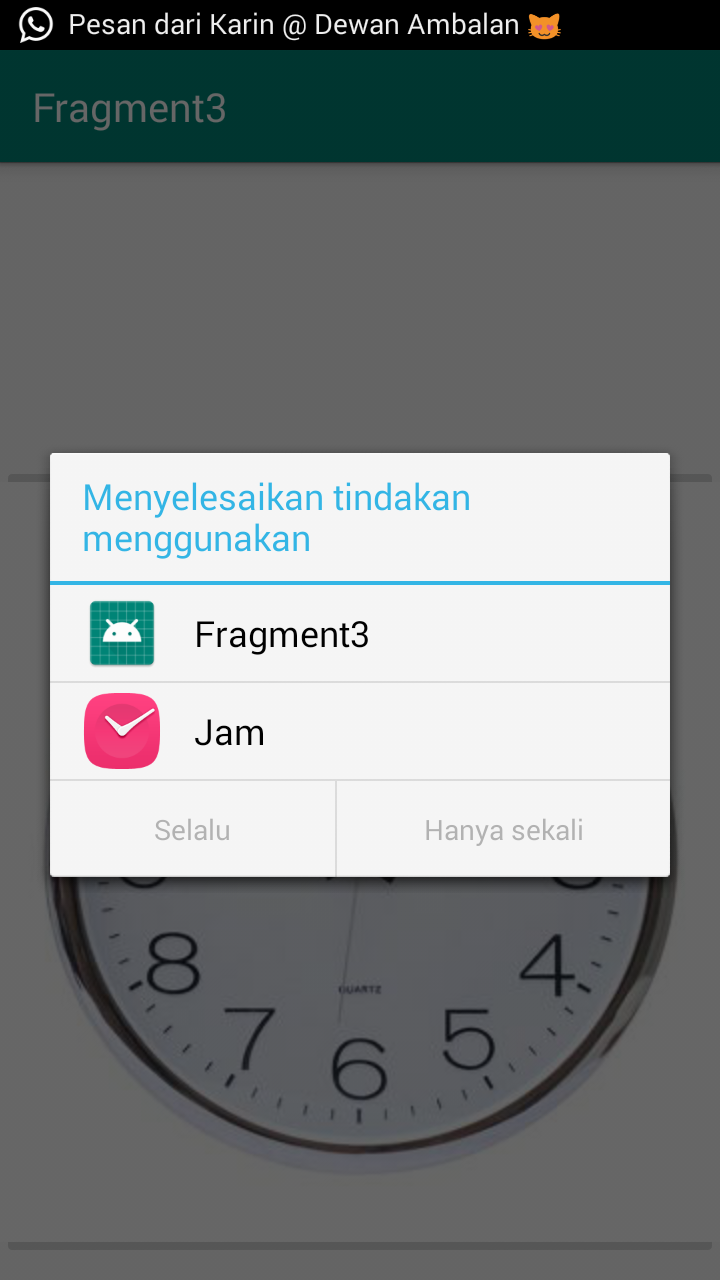 Pesan dari Karin @ Dewan Ambalan 😻
Fragment3
Menyelesaikan tindakan
menggunakan
Fragment3
Jam
Selalu
Hanya sekali
8
4
QUARTZ
7
5
6